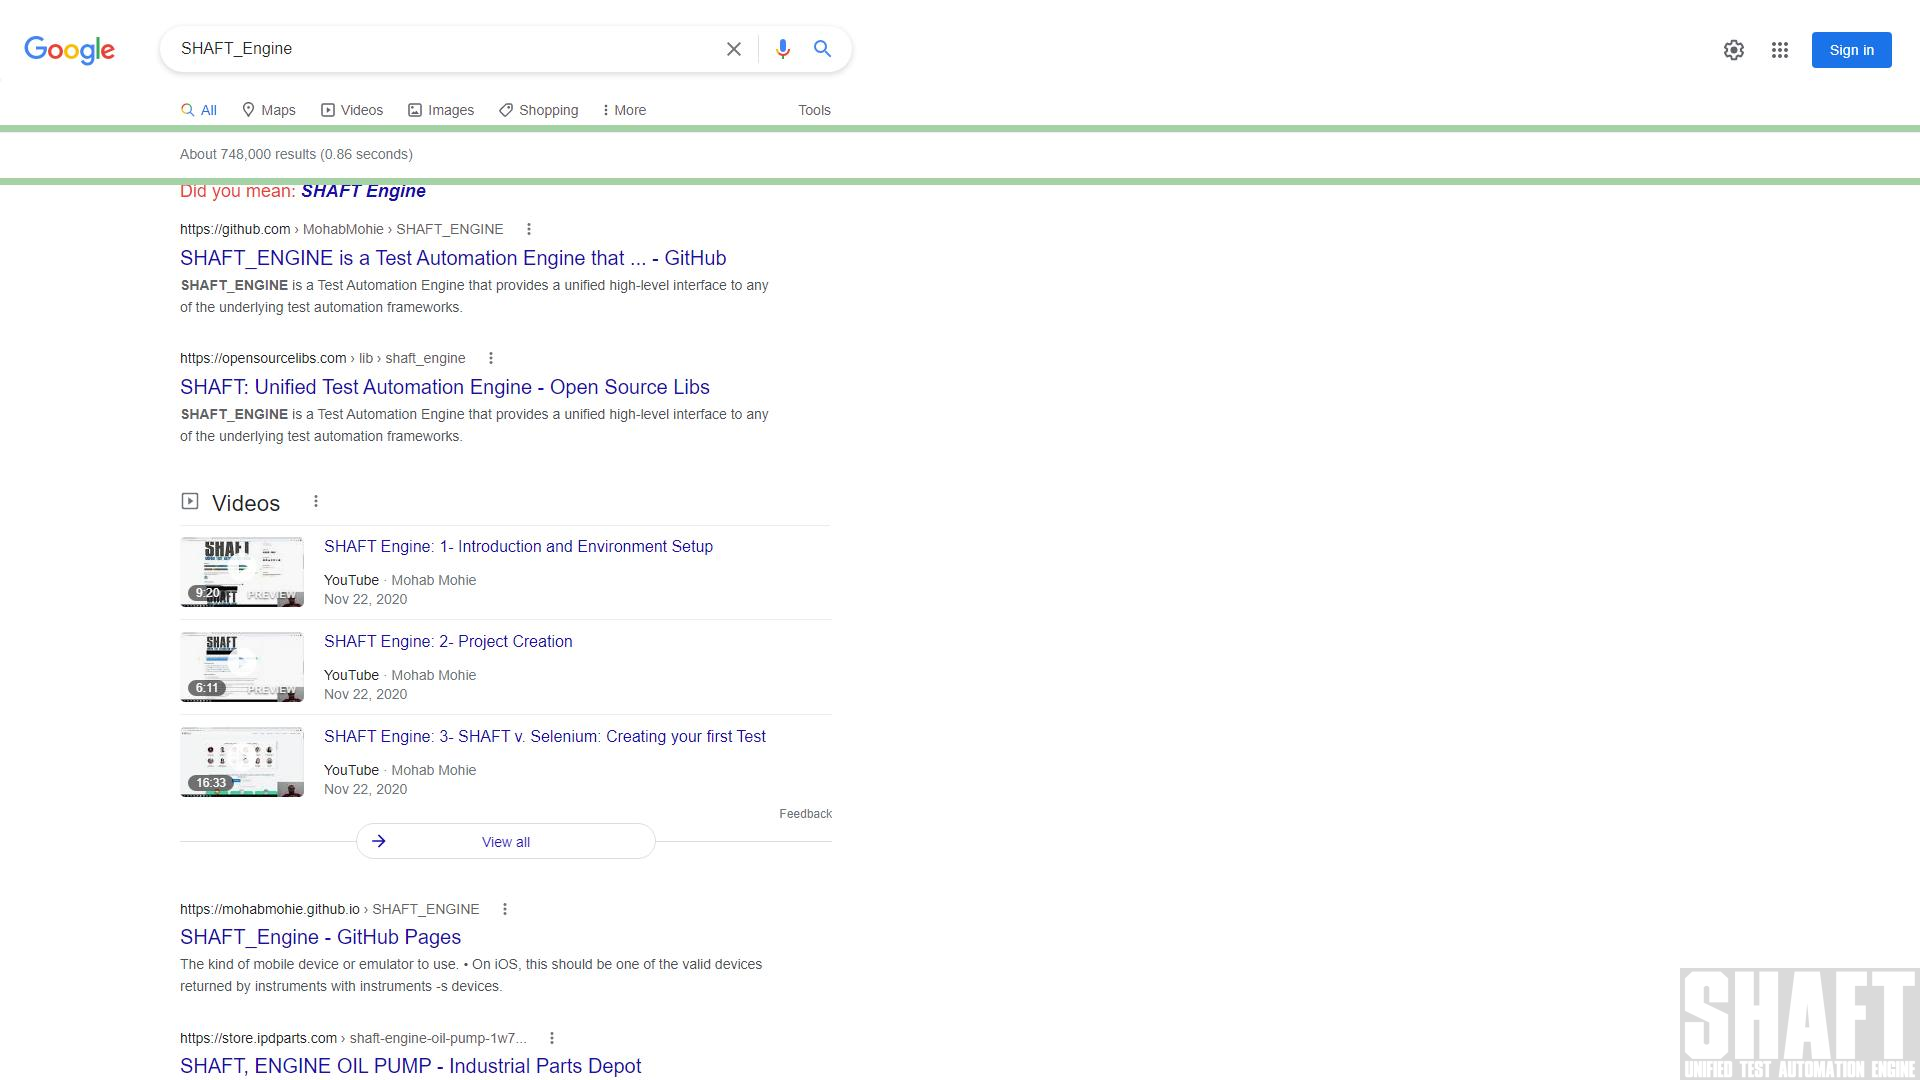 Google
SHAFT_Engine
Sign in
All
Maps
Videos
Images
Shopping
More
Tools
About 748,000 results (0.86 seconds)
Did you mean: SHAFT Engine
https://github.com › MohabMohie › SHAFT_ENGINE
SHAFT_ENGINE is a Test Automation Engine that ... - GitHub
SHAFT_ENGINE is a Test Automation Engine that provides a unified high-level interface to any
of the underlying test automation frameworks.
https://opensourcelibs.com › lib › shaft_engine
SHAFT: Unified Test Automation Engine - Open Source Libs
SHAFT_ENGINE is a Test Automation Engine that provides a unified high-level interface to any
of the underlying test automation frameworks.
Videos
SHAFT
9:20
PREVIEW
SHAFT Engine: 1- Introduction and Environment Setup
YouTube · Mohab Mohie
Nov 22, 2020
SHAFT
6:11
PREVIEW
SHAFT Engine: 2- Project Creation
YouTube · Mohab Mohie
Nov 22, 2020
16:33
SHAFT Engine: 3- SHAFT v. Selenium: Creating your first Test
YouTube · Mohab Mohie
Nov 22, 2020
Feedback
View all
https://mohabmohie.github.io › SHAFT_ENGINE
SHAFT_Engine - GitHub Pages
The kind of mobile device or emulator to use. • On iOS, this should be one of the valid devices
returned by instruments with instruments -s devices.
https://store.ipdparts.com › shaft-engine-oil-pump-1w7...
SHAFT, ENGINE OIL PUMP - Industrial Parts Depot
SHAFT
UNIFIED TEST AUTOMATION ENGINE